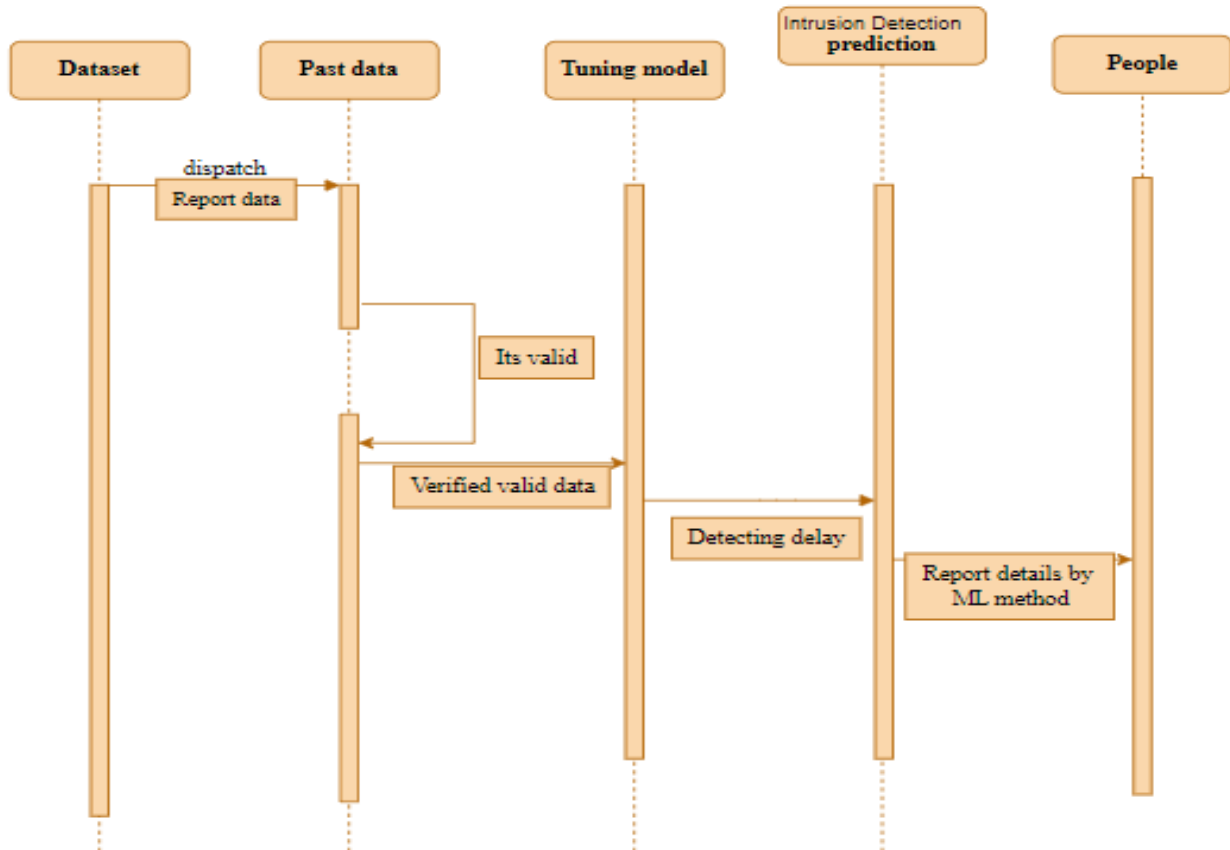 Dataset
Past data
Tuning model
Intrusion Detection
prediction
People
dispatch
Report data
Its valid
Verified valid data
Detecting delay
Report details by
ML method